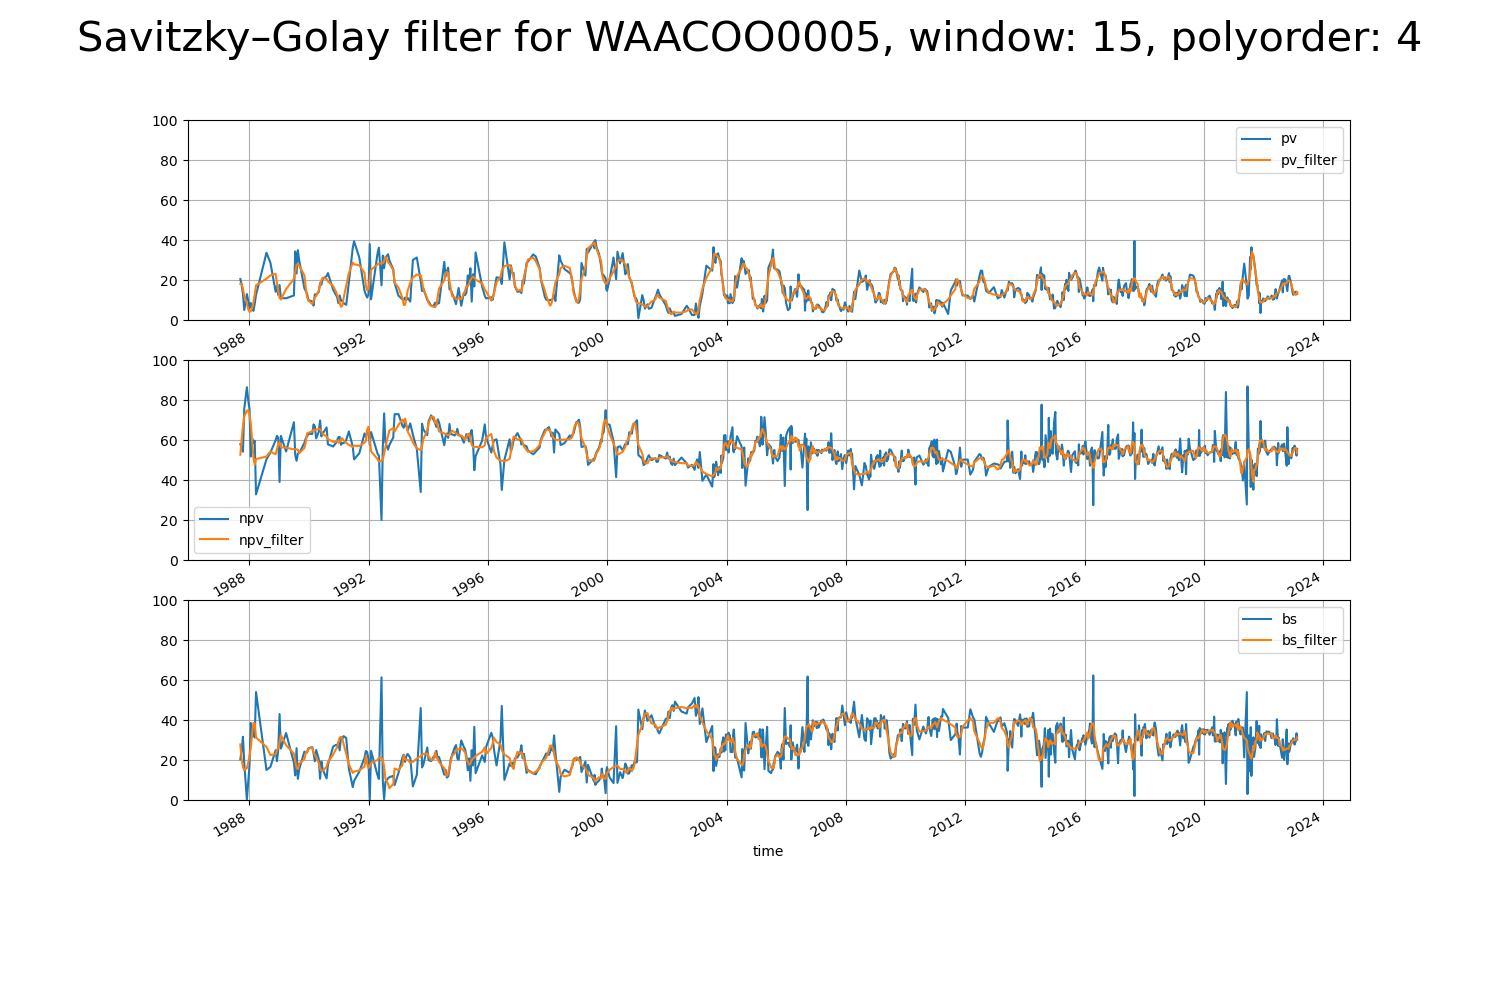 Savitzky–Golay filter for WAACOO0005, window: 15, polyorder: 4
100
80
60
40
20
0
pv
pv_filter
1988 1992 1996 2000 2004 2008 2012 2016 2020 2024
100
80
60
40
20
0
npv
npv_filter
1988 1992 1996 2000 2004 2008 2012 2016 2020 2024
100
80
60
40
20
0
bs
bs_filter
1988 1992 1996 2000 2004 2008 2012 2016 2020 2024
time